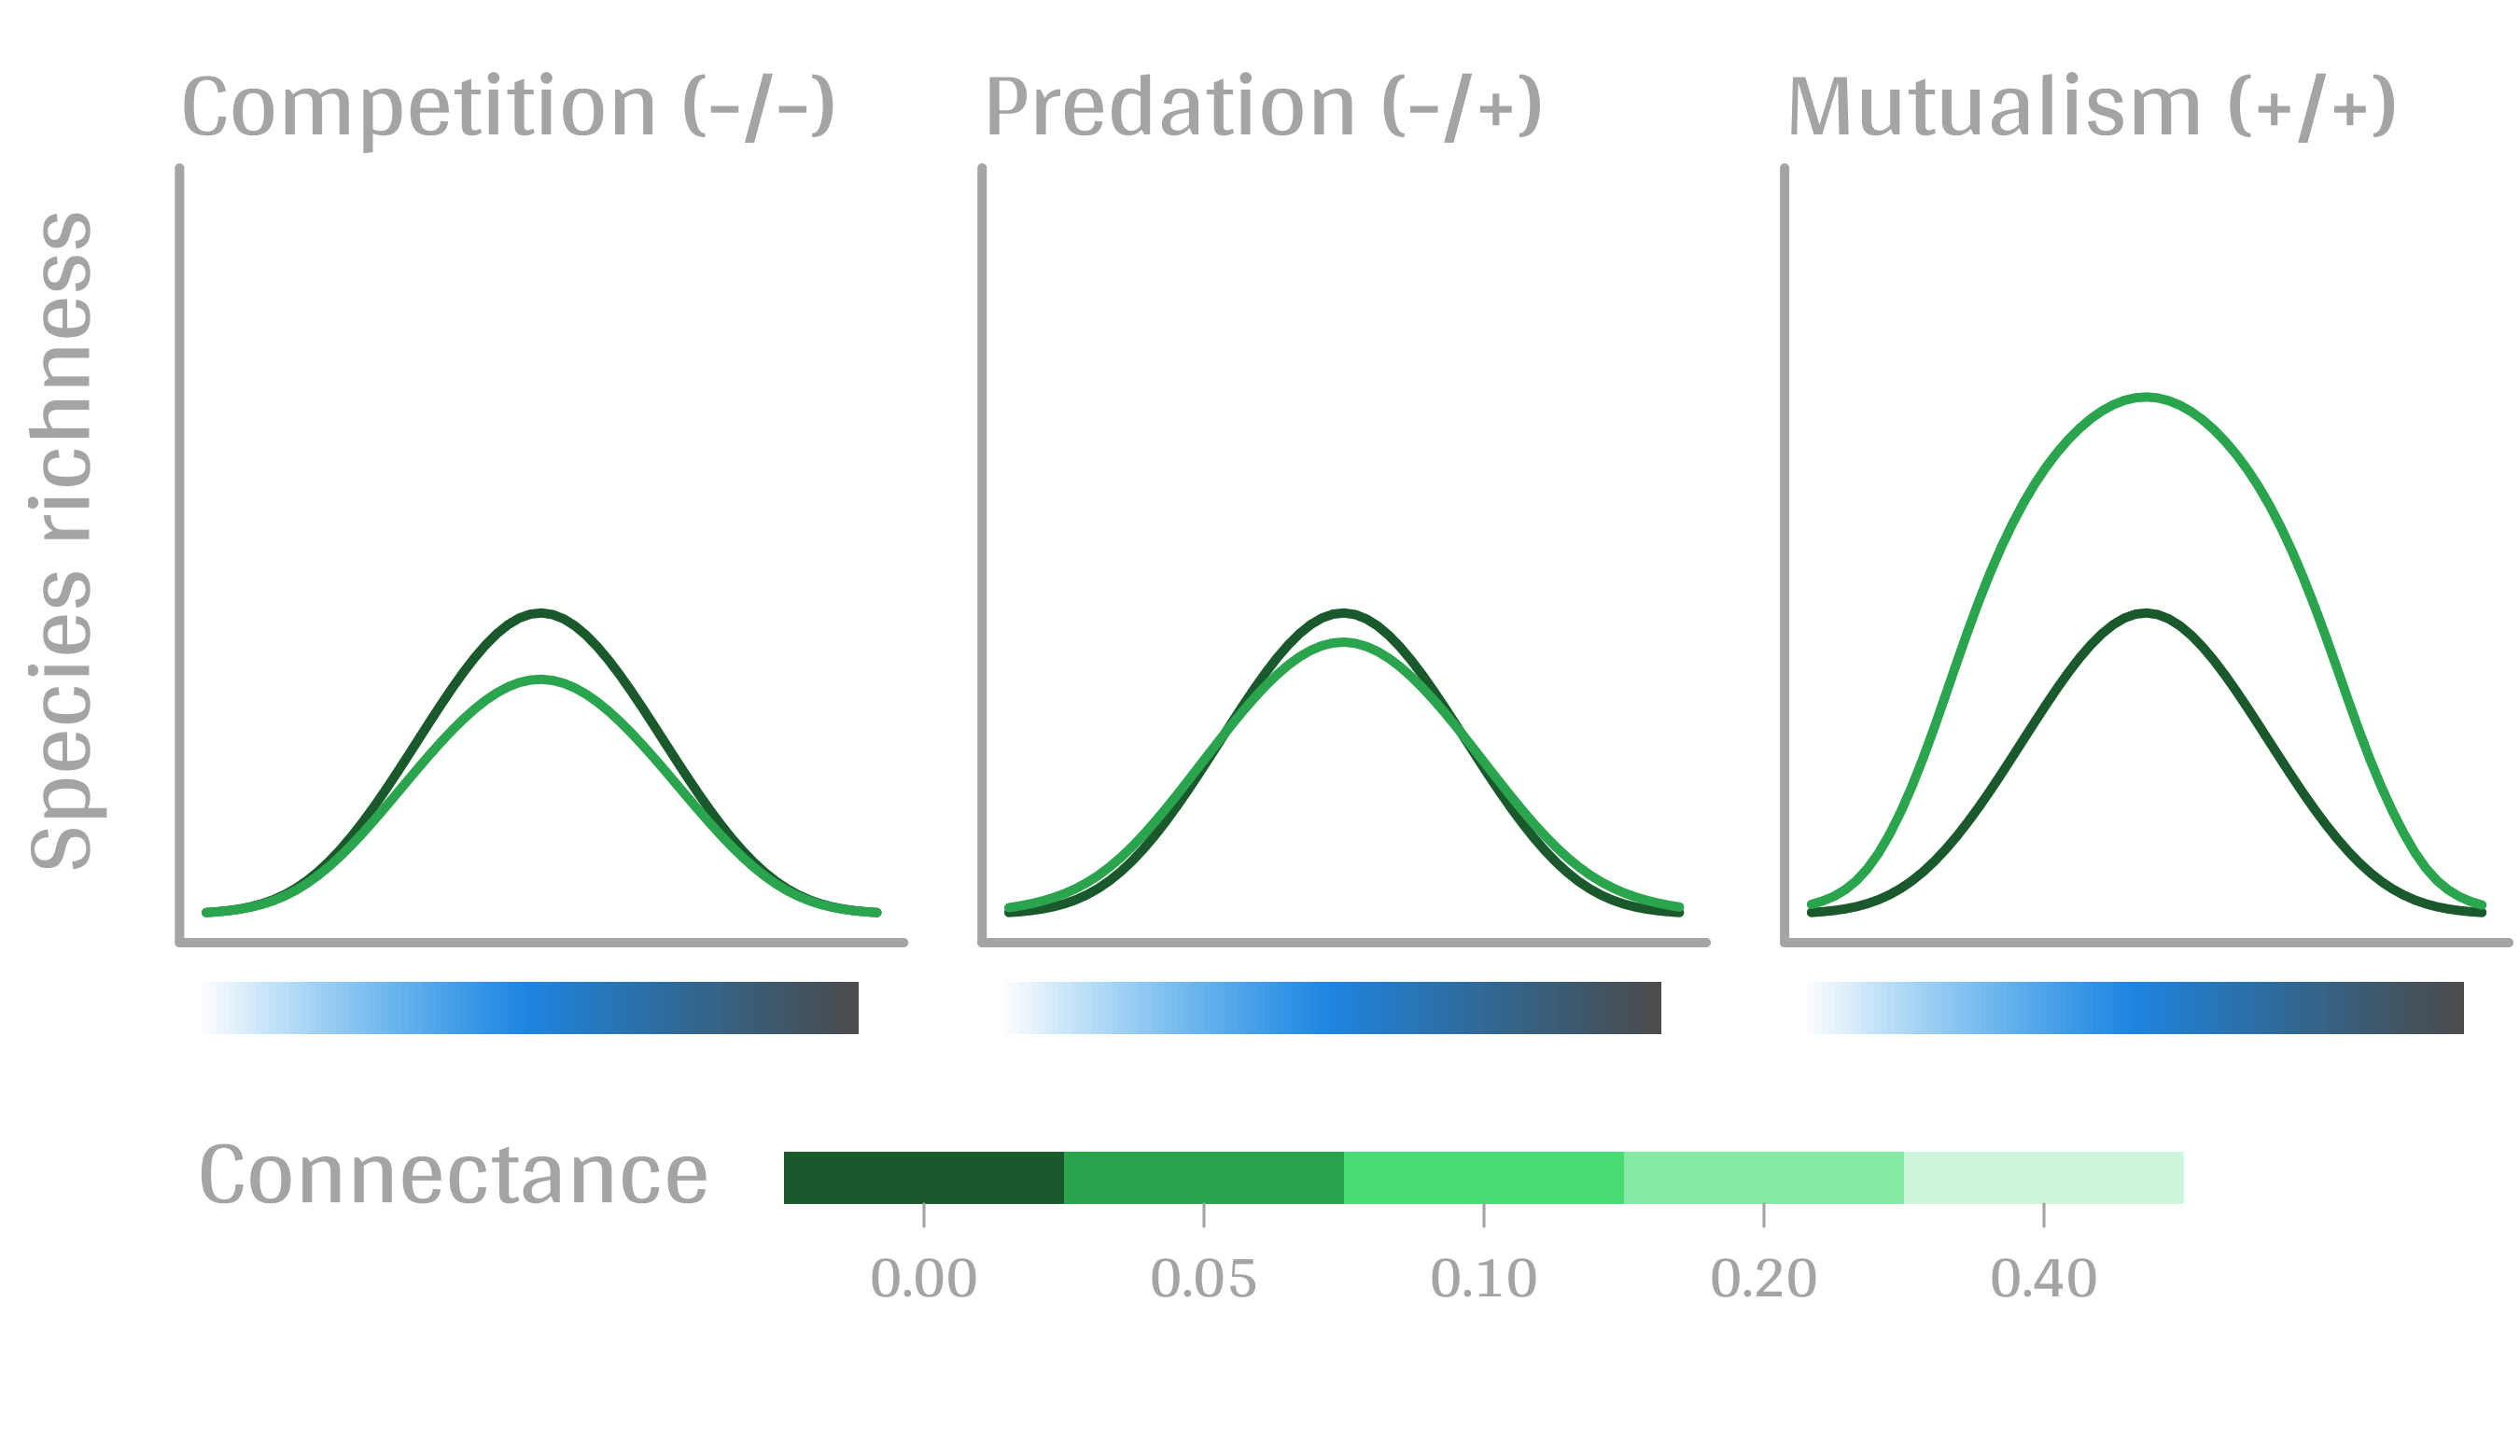 Competition (−/−)
Predation (−/+)
Mutualism (+/+)
Species richness
Connectance
0.00
0.05
0.10
0.20
0.40